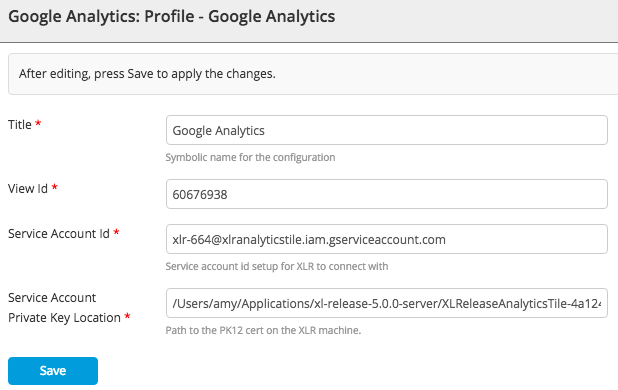 Google Analytics: Profile - Google Analytics
After editing, press Save to apply the changes.
Title *
Google Analytics
Symbolic name for the configuration
View Id *
60676938
Service Account Id *
xlr-664@xlranalyticstile.iam.gserviceaccount.com
Service account id setup for XLR to connect with
Service Account
Private Key Location *
/Users/amy/Applications/xl-release-5.0.0-server/XLReleaseAnalyticsTile-4a124
Path to the PK12 cert on the XLR machine.
Save